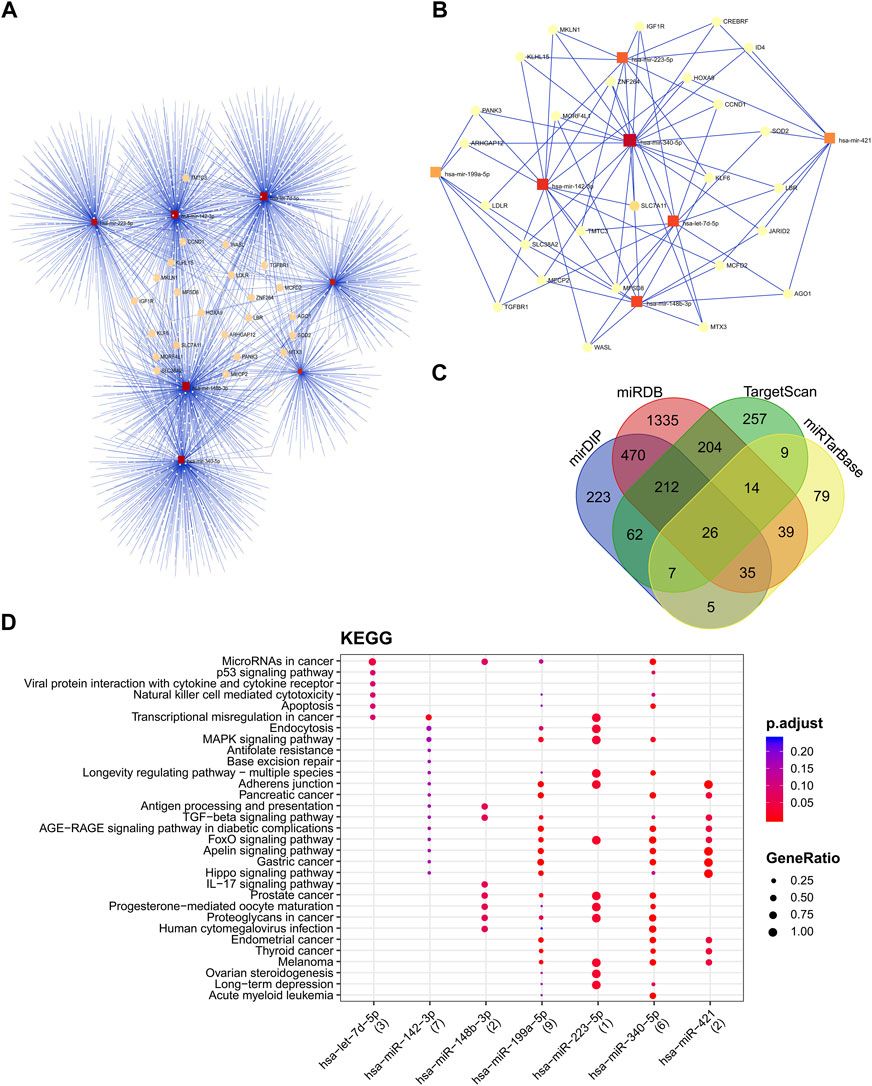 A
TMTC3
hsa-let-7d-5p
hsa-mir-223-5p
hsa-mir-142-3p
CCND1
WASL
KLHL15
TGFBR1
MKLN1
LDLR
MCFD2
MFSD8
IGF1R
ZNF264
HOXA9
LBR
AGO1
KLF6
ARHGAP12
SOD2
SLC7A11
MTX3
MORF4L1
PANK3
SLC38A2
MECP2
hsa-mir-148b-3p
hsa-mir-340-5p
B
CREBRF
MKLN1
IGF1R
ID4
KLHL15
hsa-mir-223-5p
ZNF264
HOXA9
PANK3
MORF4L1
CCND1
SOD2
ARHGAP12
hsa-mir-340-5p
hsa-mir-421
hsa-mir-199a-5p
hsa-mir-142-3p
KLF6
LBR
LDLR
SLC7A11
hsa-let-7d-5p
TMTC3
JARID2
SLC38A2
MCFD2
MECP2
MFSD8
AGO1
TGFBR1
hsa-mir-148b-3p
MTX3
WASL
C
miRDB
TargetScan
mirDIP
miRTarBase
1335
257
470
204
9
223
212
14
79
62
26
39
7
35
5
D
KEGG
MicroRNAs in cancer
p53 signaling pathway
Viral protein interaction with cytokine and cytokine receptor
Natural killer cell mediated cytotoxicity
Apoptosis
Transcriptional misregulation in cancer
Endocytosis
MAPK signaling pathway
Antifolate resistance
Base excision repair
Longevity regulating pathway − multiple species
Adherens junction
Pancreatic cancer
Antigen processing and presentation
TGF−beta signaling pathway
AGE−RAGE signaling pathway in diabetic complications
FoxO signaling pathway
Apelin signaling pathway
Gastric cancer
Hippo signaling pathway
IL−17 signaling pathway
Prostate cancer
Progesterone−mediated oocyte maturation
Proteoglycans in cancer
Human cytomegalovirus infection
Endometrial cancer
Thyroid cancer
Melanoma
Ovarian steroidogenesis
Long−term depression
Acute myeloid leukemia
hsa−let−7d−5p
(3)
hsa−miR−142−3p
(7)
hsa−miR−148b−3p
(2)
hsa−miR−199a−5p
(9)
hsa−miR−223−5p
(1)
hsa−miR−340−5p
(6)
hsa−miR−421
(2)
p.adjust
0.20
0.15
0.10
0.05
GeneRatio
0.25
0.50
0.75
1.00